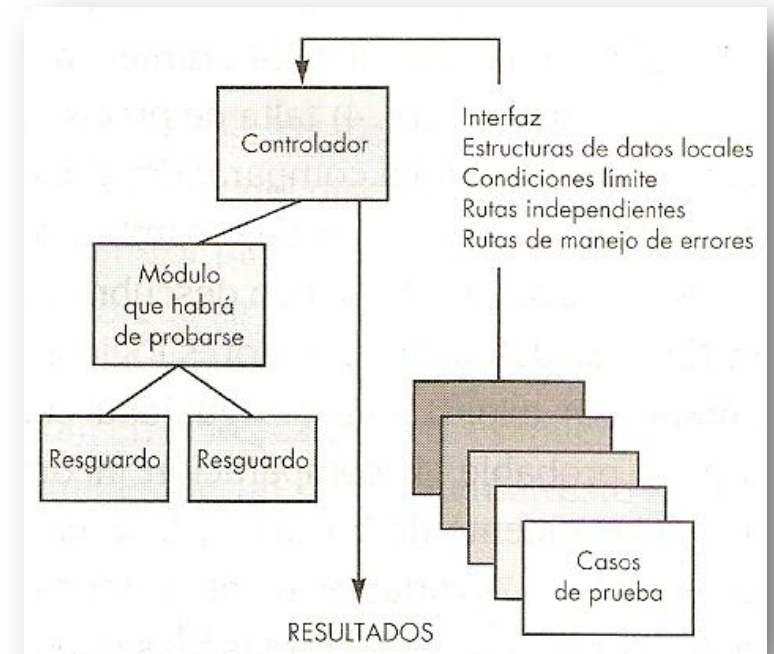 Controlador
Interfaz
Estructuras de datos locales
Condiciones límite
Rutas independientes
Rutas de manejo de errores
Módulo
que habrá
de probarse
Resguardo
Resguardo
Casos
de prueba
RESULTADOS